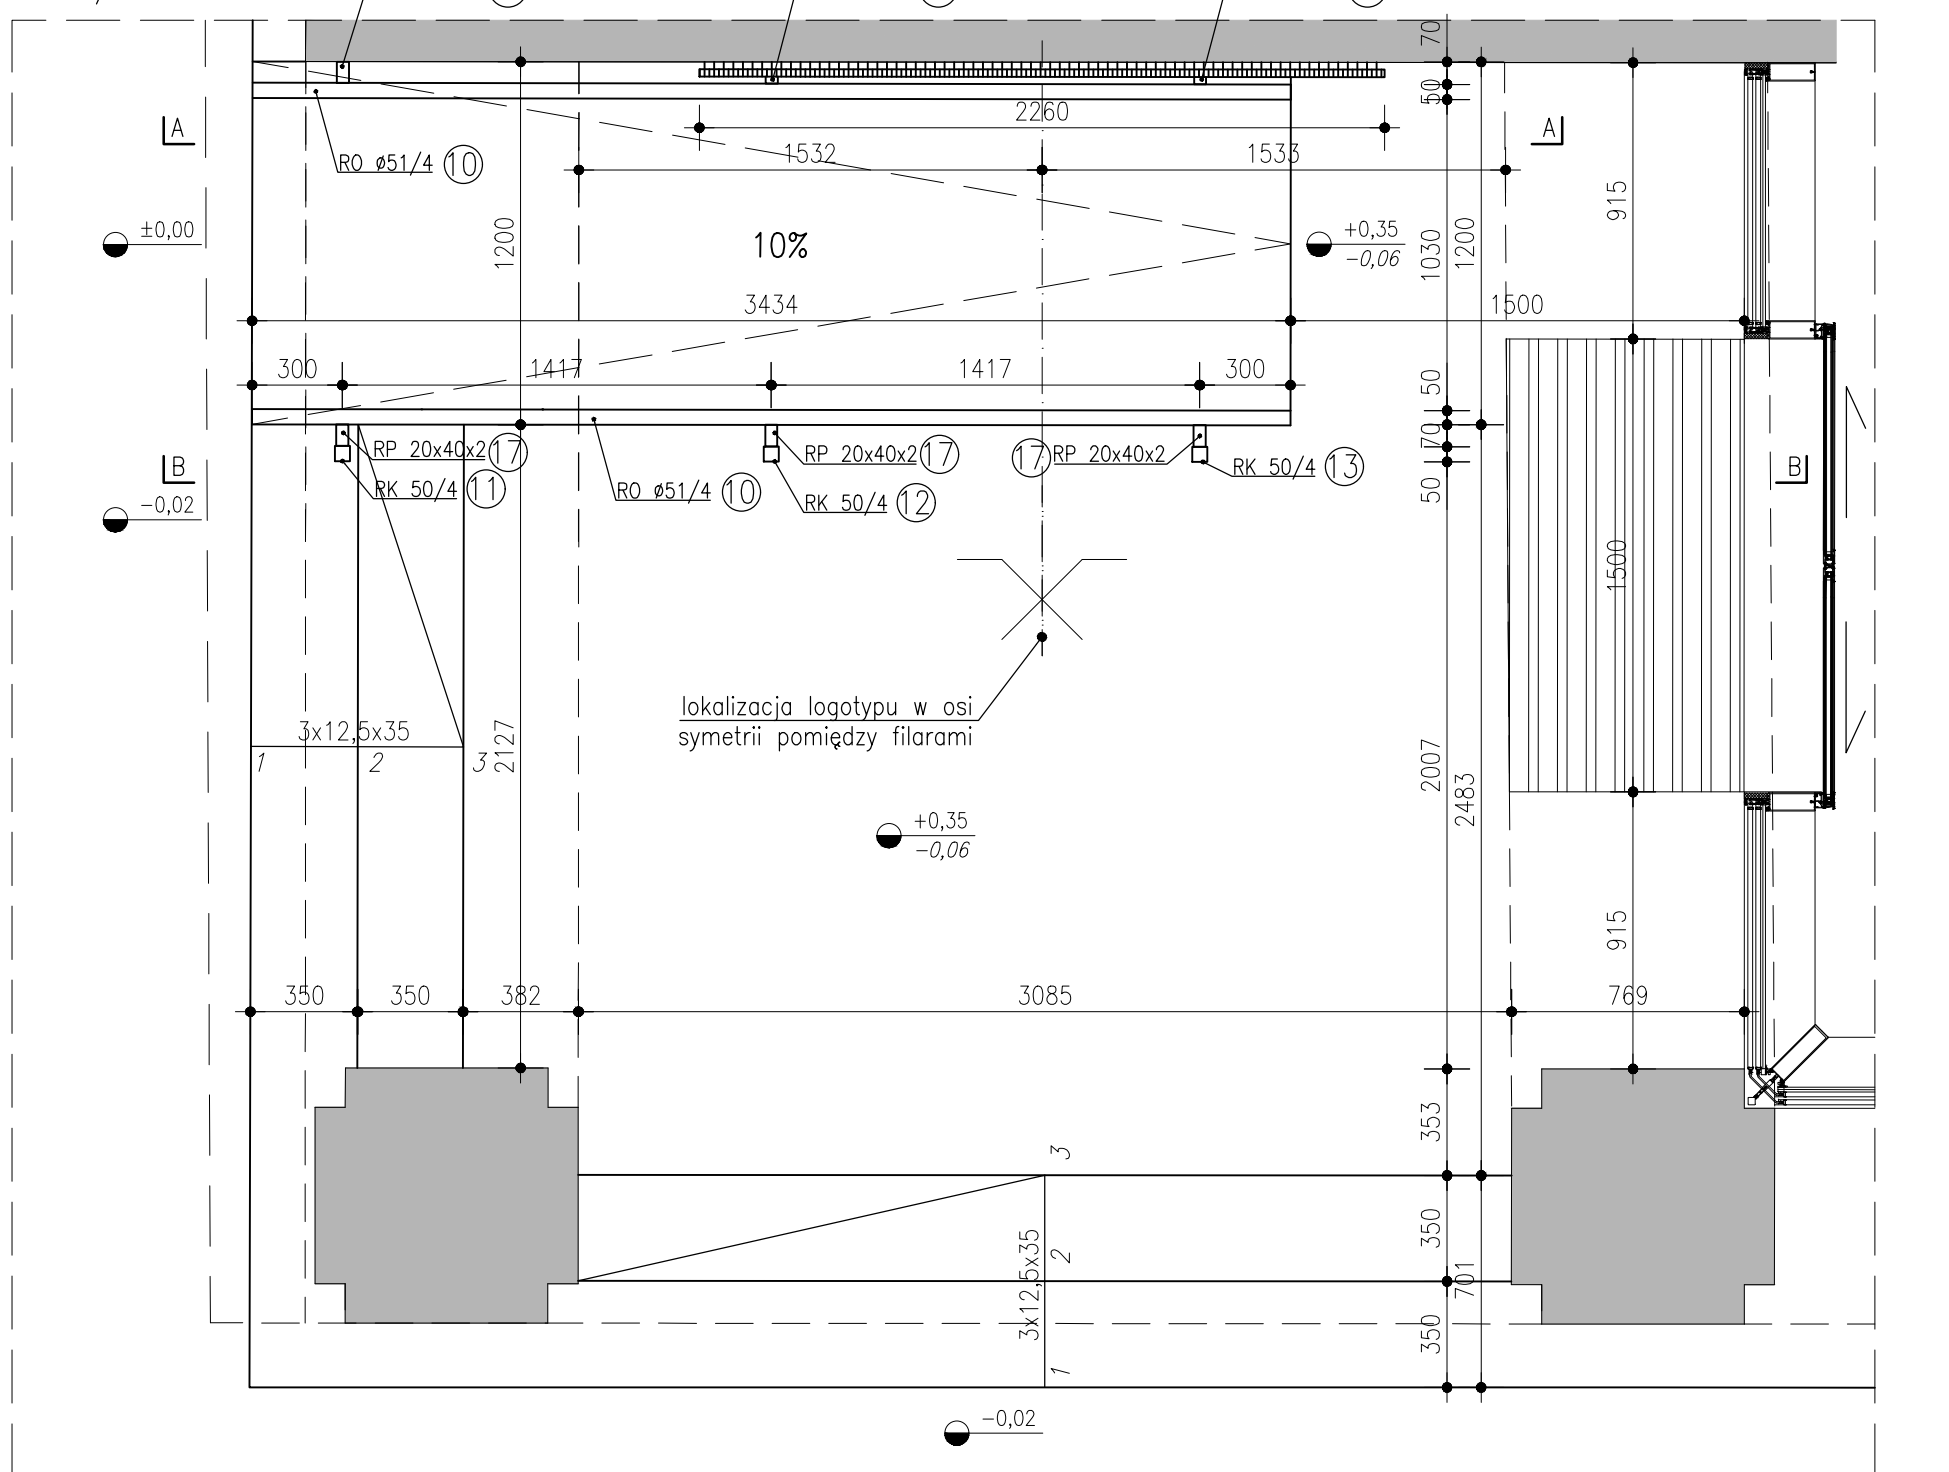 70
50
2260
A
A
1532
1533
RO ø51/4 10
915
±0,00
1200
10%
+0,35
-0,06
1030
1200
3434
1500
300
1417
1417
300
50
RP 20x40x2 17
RP 20x40x2 17
17 RP 20x40x2
70
RK 50/4 13
B
B
RK 50/4 11
RO ø51/4 10
RK 50/4 12
50
-0,02
1500
lokalizacja logotypu w osi
symetrii pomiędzy filarami
3x12,5x35
1
2
3
2127
2007
2483
+0,35
-0,06
915
350
350
382
3085
769
353
3
2
1
3x12,5x35
350
701
350
-0,02